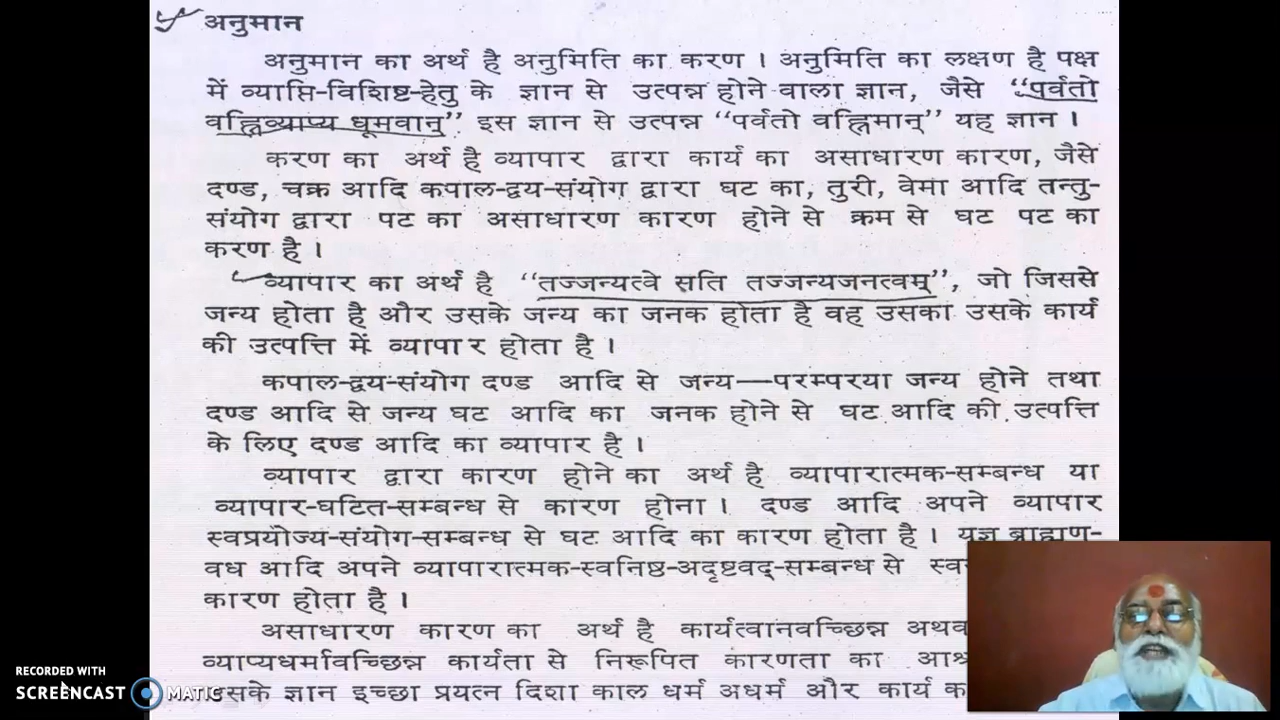 अनुमान
अनुमान का अर्थ है अनुमिति का करण । अनुमिति का लक्षण है पक्ष
में व्याप्ति-विशिष्ट-हेतु के ज्ञान से उत्पन्न होने वाला ज्ञान, जैसे “पर्वतो
वह्निव्याप्य धूमवान्” इस ज्ञान से उत्पन्न “पर्वतो वह्निमान्” यह ज्ञान ।
करण का अर्थ है व्यापार द्वारा कार्य का असाधारण कारण, जैसे
दण्ड, चक्र आदि कपाल-द्वय-संयोग द्वारा घट का, तुरी, वेमा आदि तन्तु-
संयोग द्वारा पट का असाधारण कारण होने से क्रम से घट पट का
करण है ।
व्यापार का अर्थ है “तज्जन्यत्वे सति तज्जन्यजनत्वम्”, जो जिससे
जन्य होता है और उसके जन्य का जनक होता है वह उसका उसके कार्य
की उत्पत्ति में व्यापार होता है ।
कपाल-द्वय-संयोग दण्ड आदि से जन्य—परम्परया जन्य होने तथा
दण्ड आदि से जन्य घट आदि का जनक होने से घट आदि की उत्पत्ति
के लिए दण्ड आदि का व्यापार है ।
व्यापार द्वारा कारण होने का अर्थ है व्यापारात्मक-सम्बन्ध या
व्यापार-घटित-सम्बन्ध से कारण होना । दण्ड आदि अपने व्यापार
स्वप्रयोज्य-संयोग-सम्बन्ध से घट आदि का कारण होता है । यज्ञ ब्राह्मण-
वध आदि अपने व्यापारात्मक-स्वनिष्ठ-अदृष्टवद्-सम्बन्ध से
कारण होता है ।
असाधारण कारण का अर्थ है कार्यत्वानवच्छिन्न
व्याप्यधर्मावच्छिन्न कार्यता से निरूपित कारणता का
ज्ञान इच्छा प्रयत्न दिशा काल धर्म अधर्म और कार्य
RECORDED WITH
SCREENCAST MATIC